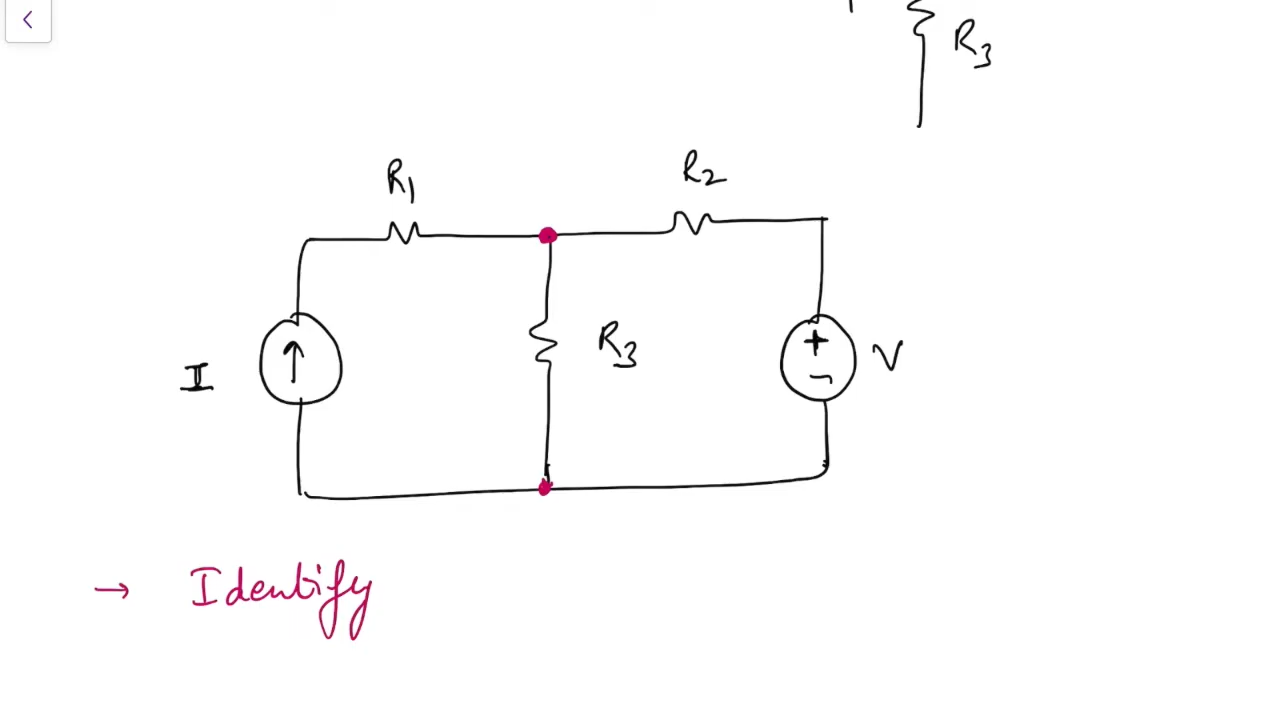 R3
R1
R2
I
R3
+
-
V
→ Identify